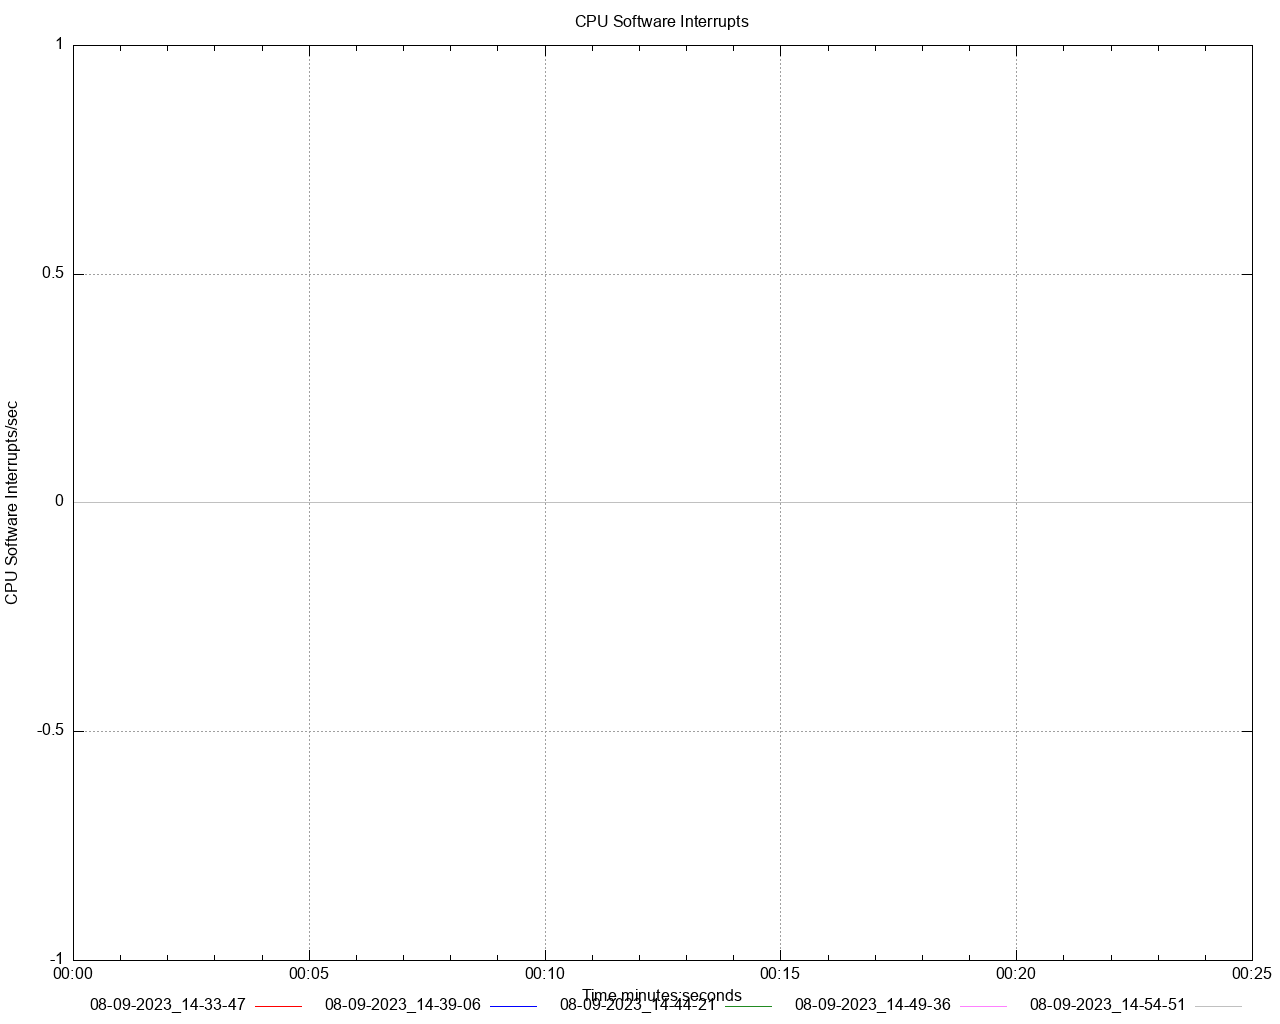 CPU Software Interrupts
1
0.5
0
-0.5
-1
CPU Software Interrupts/sec
00:00 00:05 00:10 00:15 00:20 00:25
Time minutes:seconds
08-09-2023_14-33-47 08-09-2023_14-39-06 08-09-2023_14-44-21 08-09-2023_14-49-36 08-09-2023_14-54-51